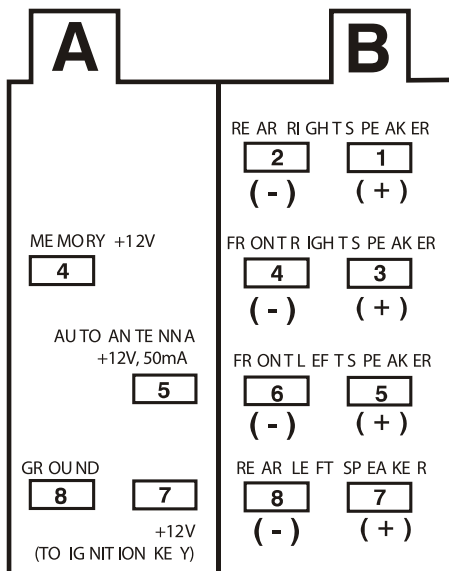 A
MEMORY +12V
4
AUTO ANTENNA
+12V, 50mA
5
GROUND
8 7
+12V
(TO IGNITION KEY)
B
REAR RIGHT SPEAKER
2 1
(-) (+)
FRONT RIGHT SPEAKER
4 3
(-) (+)
FRONT LEFT SPEAKER
6 5
(-) (+)
REAR LEFT SPEAKER
8 7
(-) (+)